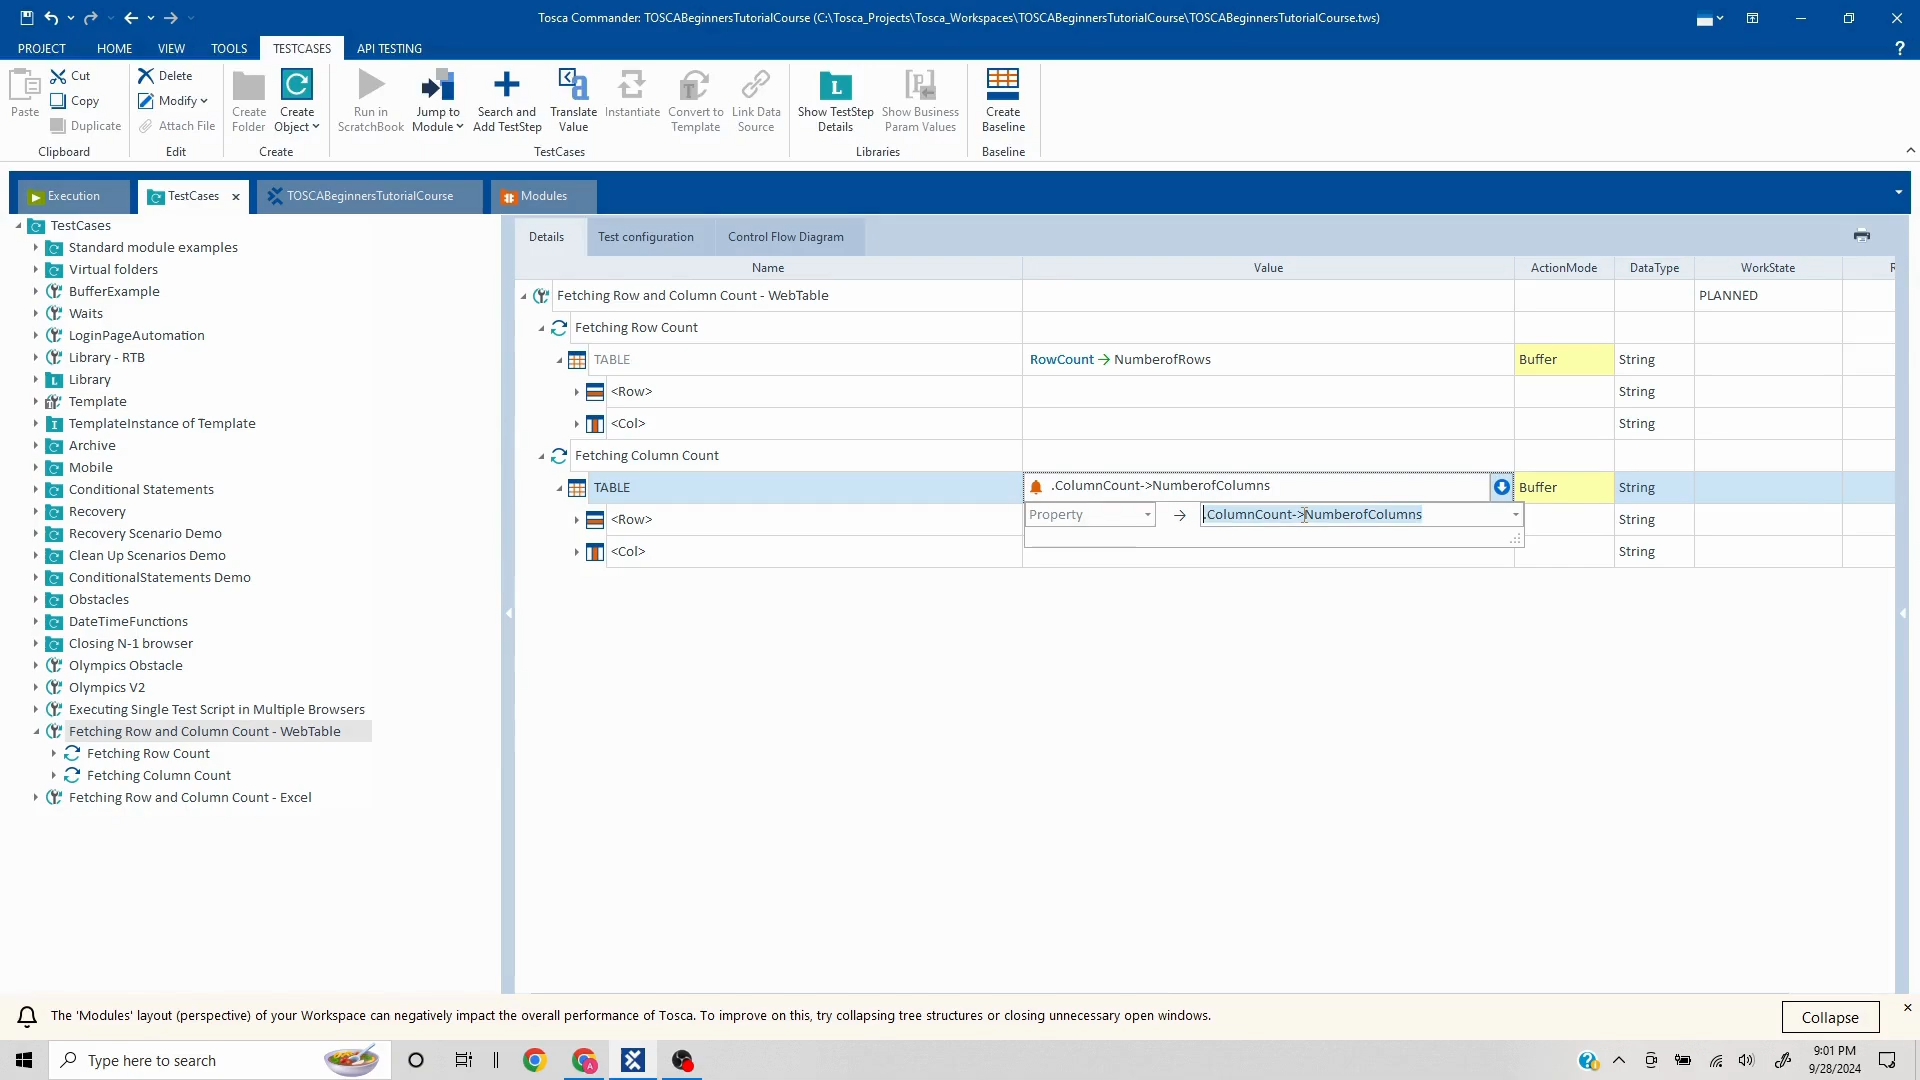 Tosca Commander: TOSCABeginnersTutorialCourse (C:\Tosca_Projects\Tosca_Workspaces\TOSCABeginnersTutorialCourse\TOSCABeginnersTutorialCourse.tws)
PROJECT HOME VIEW TOOLS TESTCASES API TESTING ?
Paste Cut Copy Duplicate
Delete Modify Attach File
Create Folder Create Object
Run in ScratchBook Jump to Module Search and Add TestStep Translate Value Instantiate Convert to Template Link Data Source
Show TestStep Details Show Business Param Values
Create Baseline
Clipboard Edit Create TestCases Libraries Baseline
Execution TestCases TOSCABeginnersTutorialCourse Modules
TestCases
Standard module examples
Virtual folders
BufferExample
Waits
LoginPageAutomation
Library - RTB
Library
Template
TemplateInstance of Template
Archive
Mobile
Conditional Statements
Recovery
Recovery Scenario Demo
Clean Up Scenarios Demo
ConditionalStatements Demo
Obstacles
DateTimeFunctions
Closing N-1 browser
Olympics Obstacle
Olympics V2
Executing Single Test Script in Multiple Browsers
Fetching Row and Column Count - WebTable
Fetching Row Count
Fetching Column Count
Fetching Row and Column Count - Excel
Details Test configuration Control Flow Diagram
Name Value ActionMode DataType WorkState R
Fetching Row and Column Count - WebTable PLANNED
Fetching Row Count
TABLE RowCount → NumberofRows Buffer String
<Row> String
<Col> String
Fetching Column Count
TABLE .ColumnCount->NumberofColumns Buffer String
<Row> Property → .ColumnCount->NumberofColumns String
<Col> String
The 'Modules' layout (perspective) of your Workspace can negatively impact the overall performance of Tosca. To improve on this, try collapsing tree structures or closing unnecessary open windows. Collapse
Type here to search
9:01 PM
9/28/2024